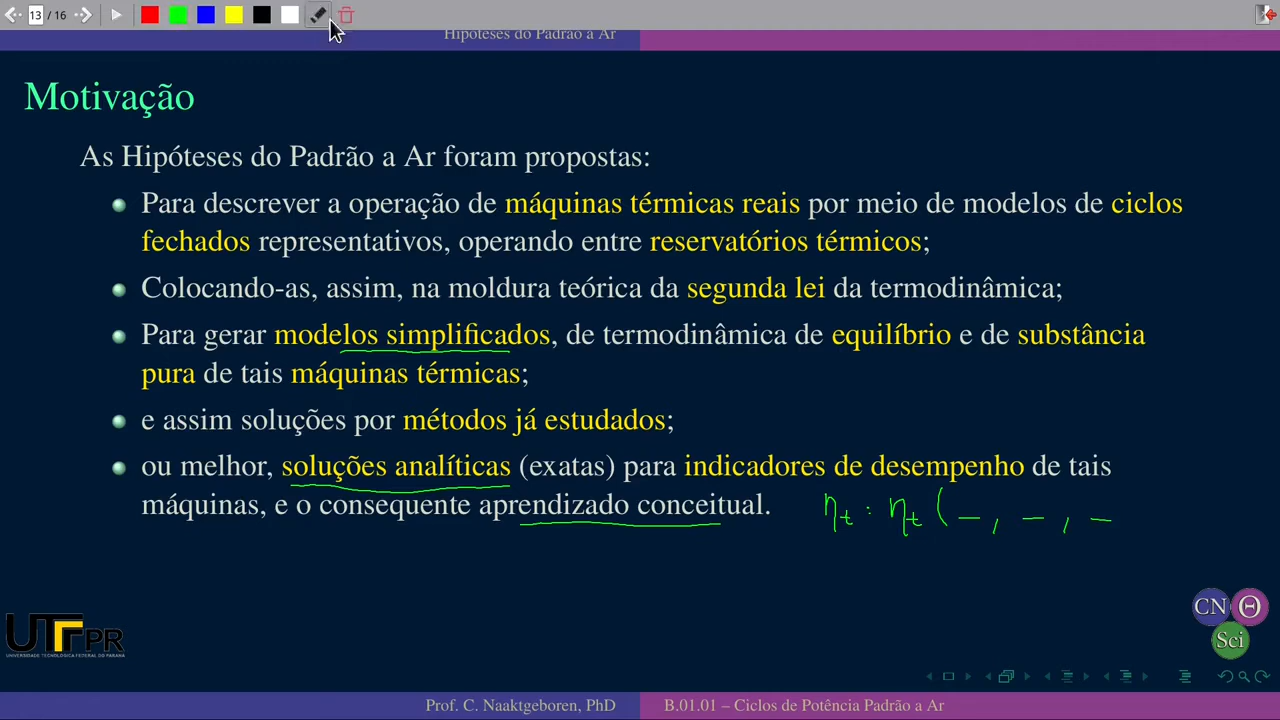 13 / 16
Hipóteses do Padrão a Ar
Motivação
As Hipóteses do Padrão a Ar foram propostas:
Para descrever a operação de máquinas térmicas reais por meio de modelos de ciclos
fechados representativos, operando entre reservatórios térmicos;
Colocando-as, assim, na moldura teórica da segunda lei da termodinâmica;
Para gerar modelos simplificados, de termodinâmica de equilíbrio e de substância
pura de tais máquinas térmicas;
e assim soluções por métodos já estudados;
ou melhor, soluções analíticas (exatas) para indicadores de desempenho de tais
máquinas, e o consequente aprendizado conceitual.
ηt : ηt ( _ , _ , _
CN Θ
Sci
UTFPR
UNIVERSIDADE TECNOLÓGICA FEDERAL DO PARANÁ
Prof. C. Naaktgeboren, PhD
B.01.01 – Ciclos de Potência Padrão a Ar